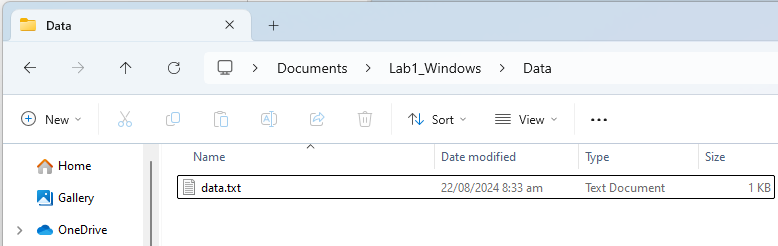 Data
Documents > Lab1_Windows > Data
New Sort View
Name Date modified Type Size
data.txt 22/08/2024 8:33 am Text Document 1 KB
Home
Gallery
OneDrive